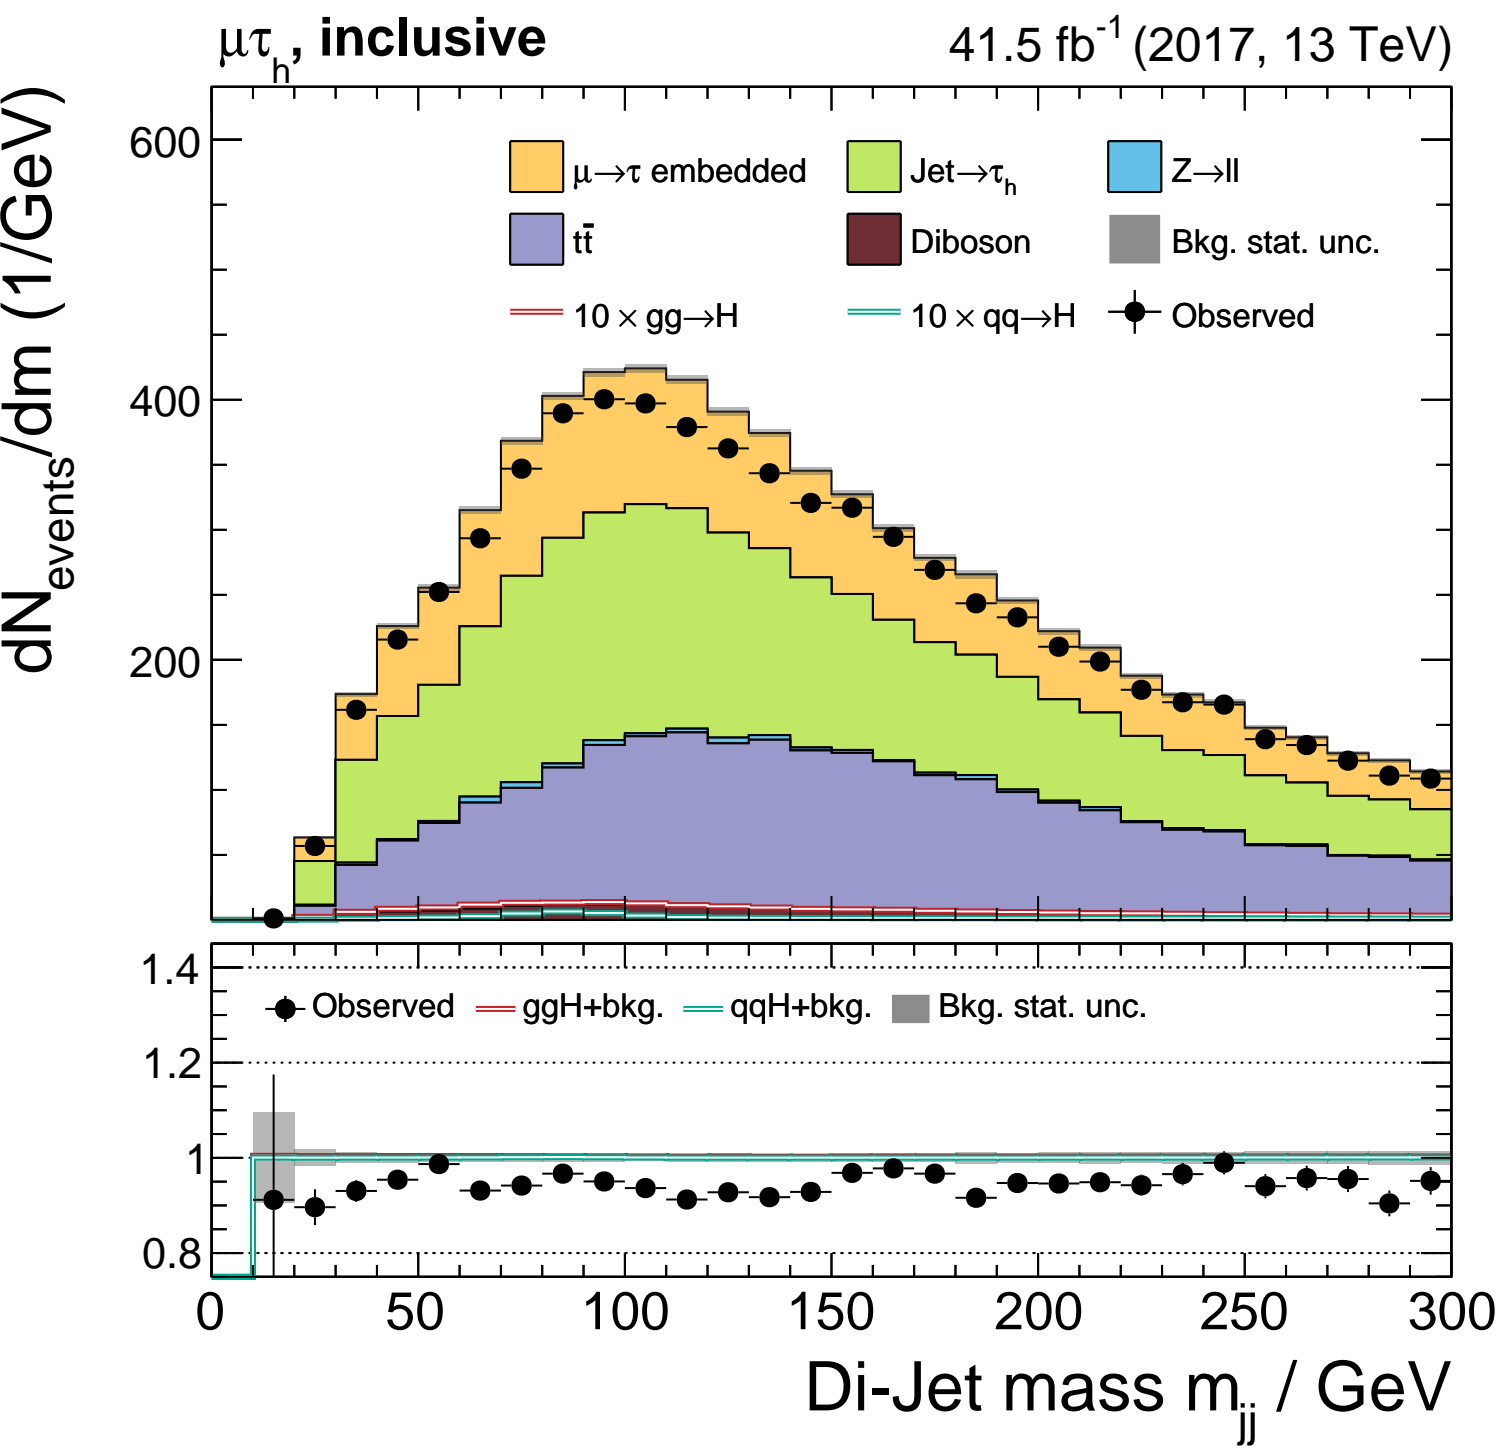 μτh, inclusive
41.5 fb-1 (2017, 13 TeV)
dNevents/dm (1/GeV)
600
400
200
μ→τ embedded
Jet→τh
Z→ll
tt̄
Diboson
Bkg. stat. unc.
10 × gg→H
10 × qq→H
Observed
1.4
1.2
1
0.8
Observed
ggH+bkg.
qqH+bkg.
Bkg. stat. unc.
0 50 100 150 200 250 300
Di-Jet mass mjj / GeV